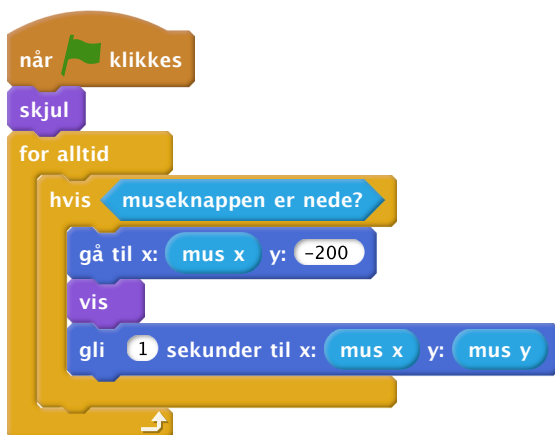 når klikkes
skjul
for alltid
hvis museknappen er nede?
gå til x: mus x y: -200
vis
gli 1 sekunder til x: mus x y: mus y